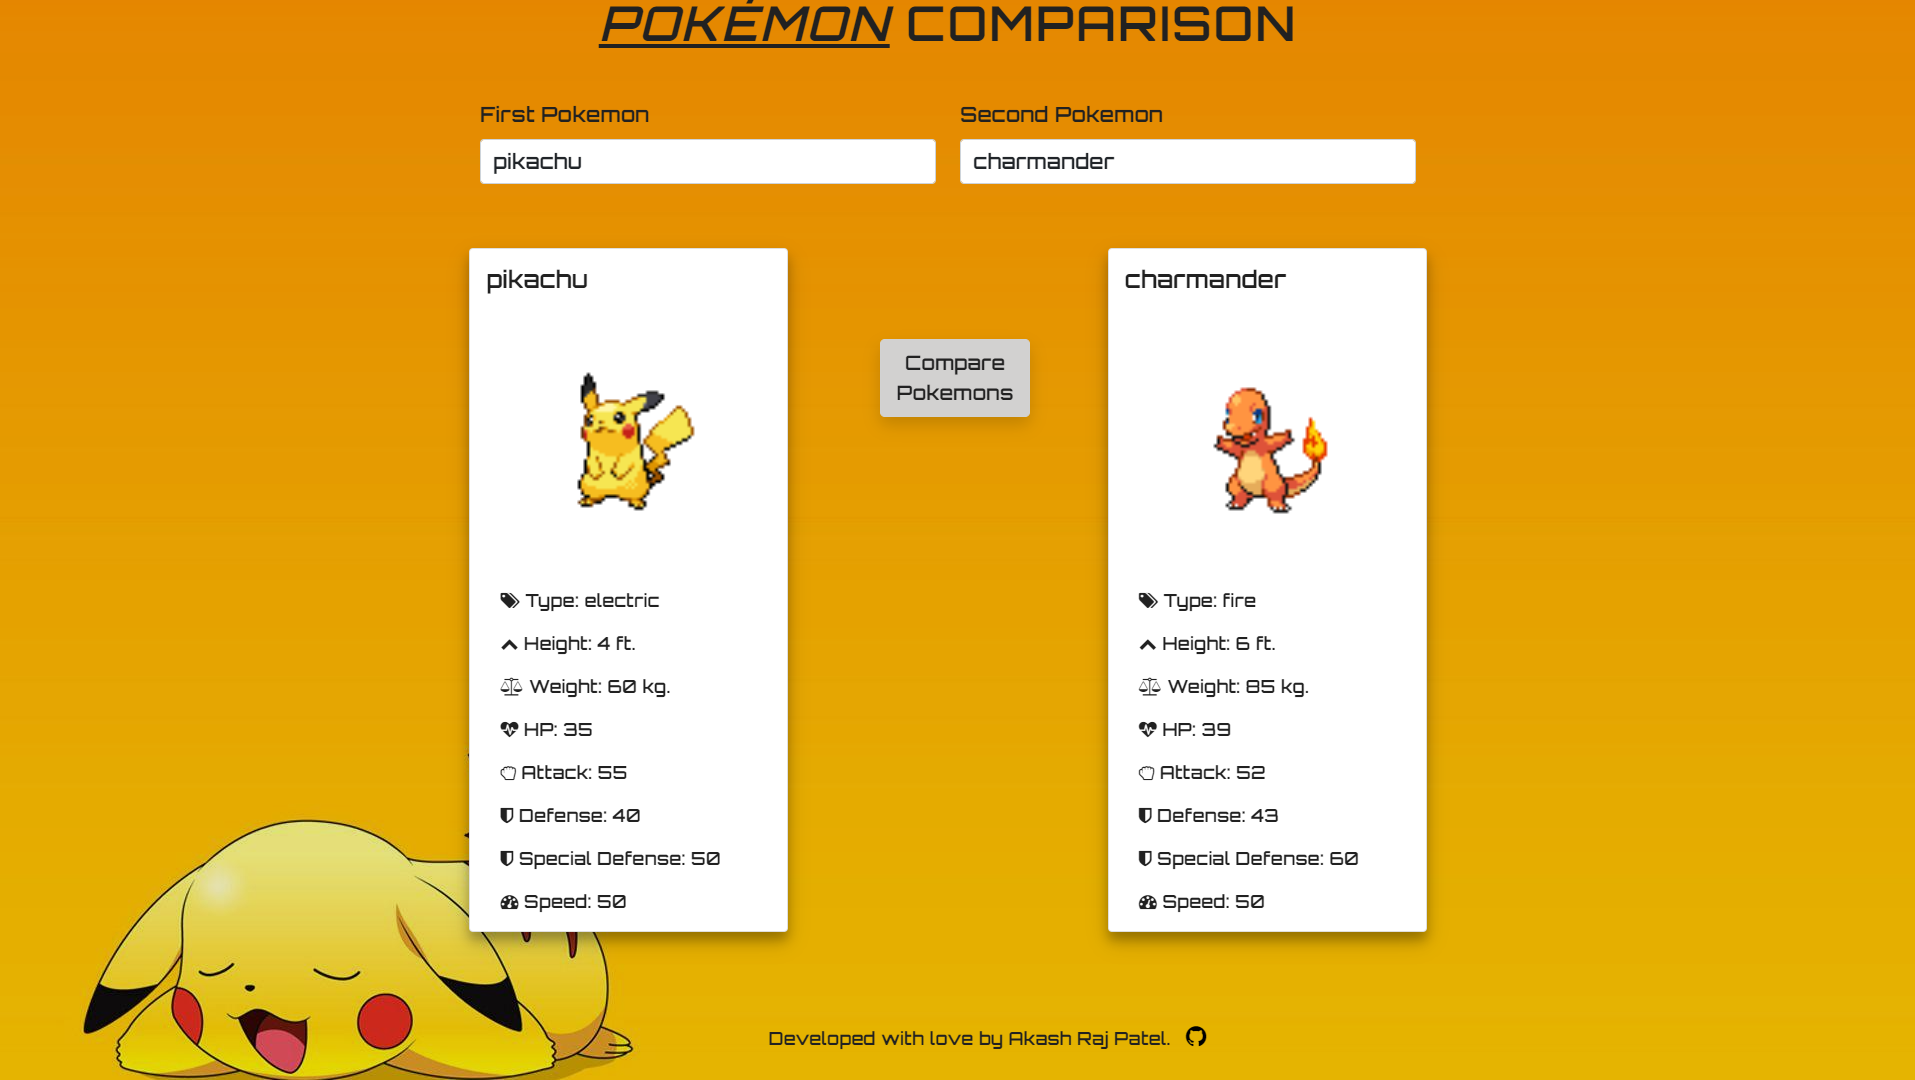 POKÉMON COMPARISON
First Pokemon
Second Pokemon
pikachu
charmander
pikachu
Type: electric
Height: 4 ft.
Weight: 60 kg.
HP: 35
Attack: 55
Defense: 40
Special Defense: 50
Speed: 50
Compare
Pokemons
charmander
Type: fire
Height: 6 ft.
Weight: 85 kg.
HP: 39
Attack: 52
Defense: 43
Special Defense: 60
Speed: 50
Developed with love by Akash Raj Patel.